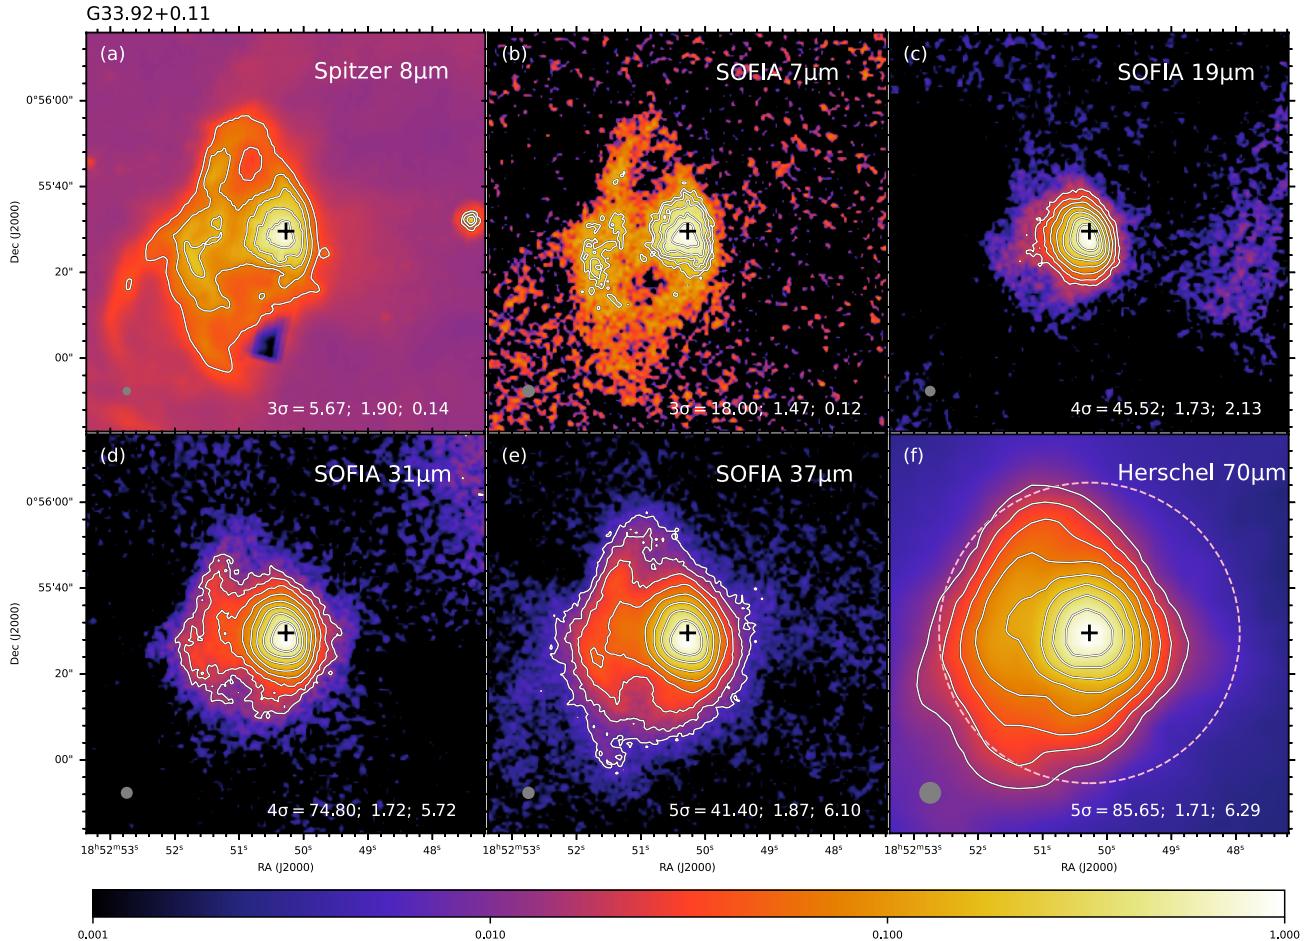 G33.92+0.11
(a)
Spitzer 8μm
3σ = 5.67; 1.90; 0.14
(b)
SOFIA 7μm
3σ = 18.00; 1.47; 0.12
(c)
SOFIA 19μm
4σ = 45.52; 1.73; 2.13
Dec (J2000)
0°56'00"
55'40"
20"
00"
(d)
SOFIA 31μm
4σ = 74.80; 1.72; 5.72
(e)
SOFIA 37μm
5σ = 41.40; 1.87; 6.10
(f)
Herschel 70μm
5σ = 85.65; 1.71; 6.29
Dec (J2000)
0°56'00"
55'40"
20"
00"
18ʰ52ᵐ53ˢ 52ˢ 51ˢ 50ˢ 49ˢ 48ˢ
RA (J2000)
18ʰ52ᵐ53ˢ 52ˢ 51ˢ 50ˢ 49ˢ 48ˢ
RA (J2000)
18ʰ52ᵐ53ˢ 52ˢ 51ˢ 50ˢ 49ˢ 48ˢ
RA (J2000)
0.001 0.010 0.100 1.000